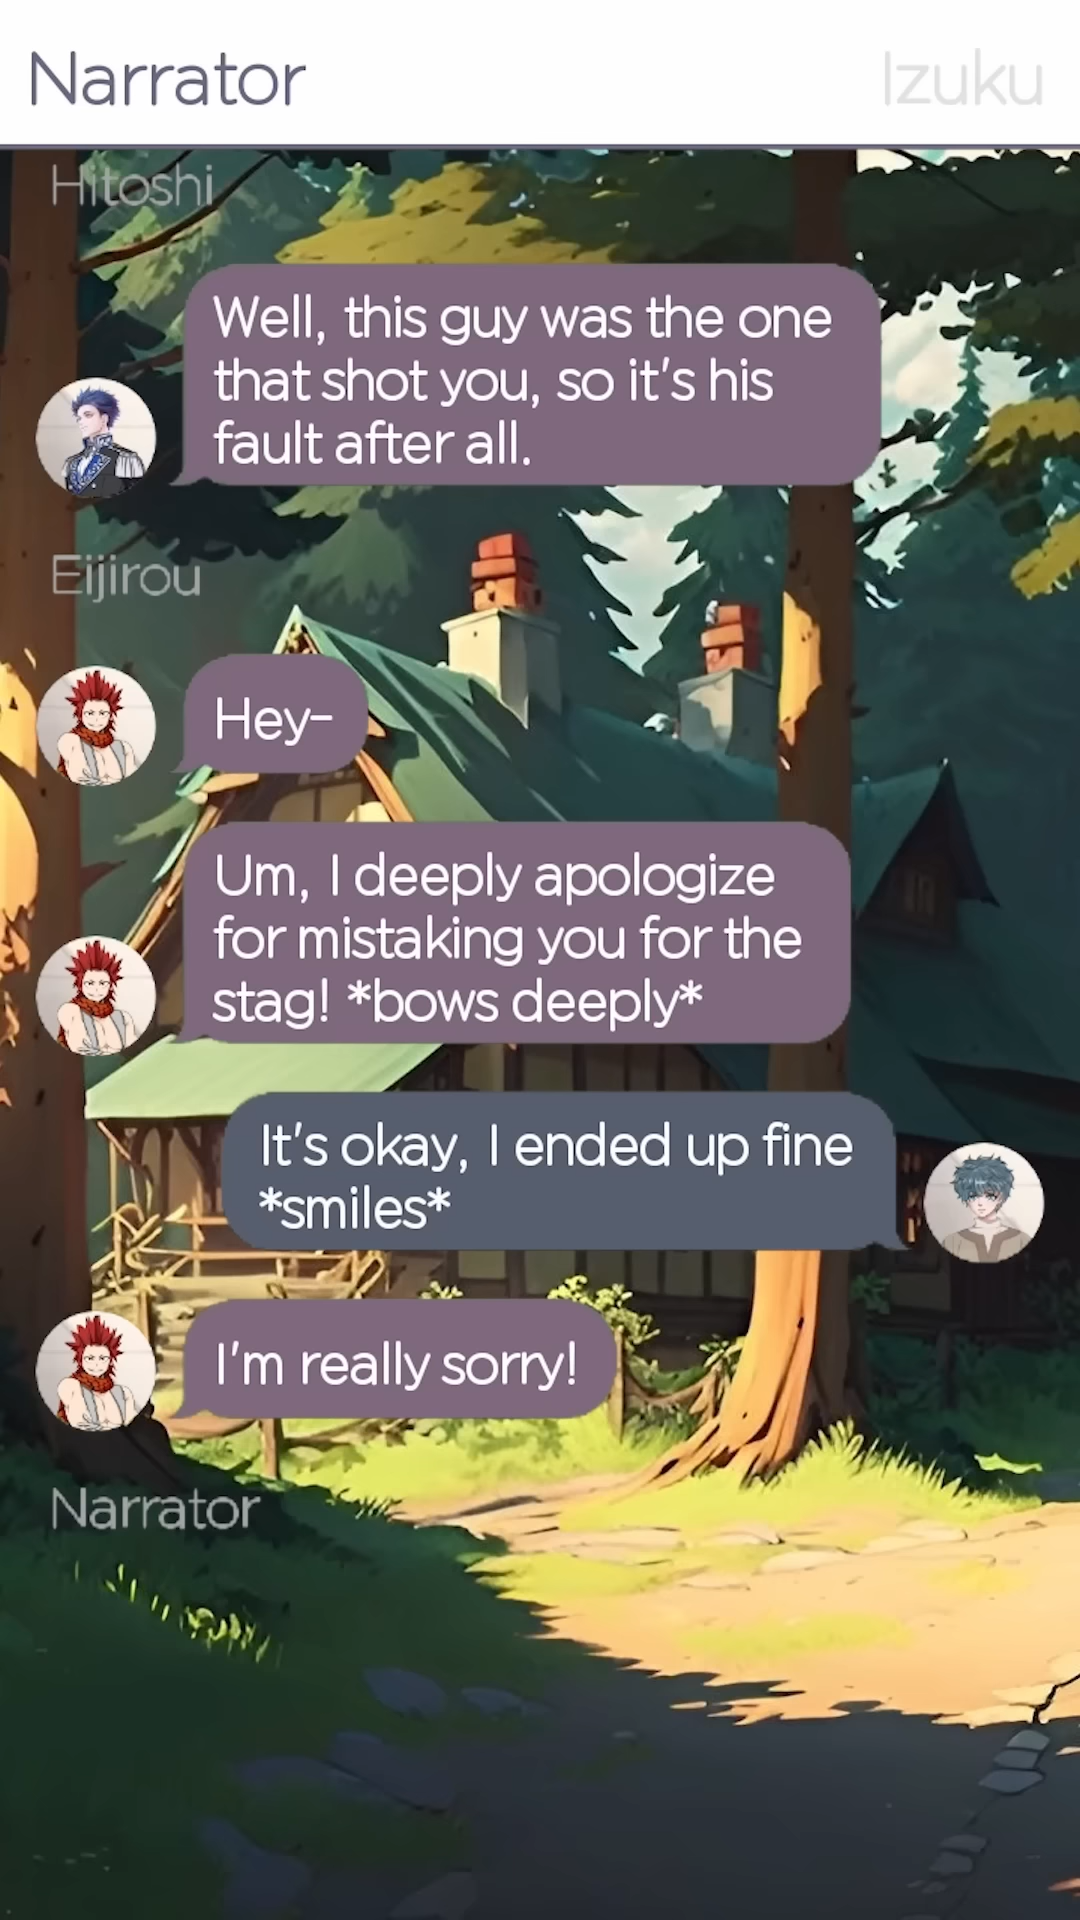 Narrator
Izuku
Hitoshi
Well, this guy was the one
that shot you, so it's his
fault after all.
Eijirou
Hey-
Um, I deeply apologize
for mistaking you for the
stag! *bows deeply*
It's okay, I ended up fine
*smiles*
I'm really sorry!
Narrator